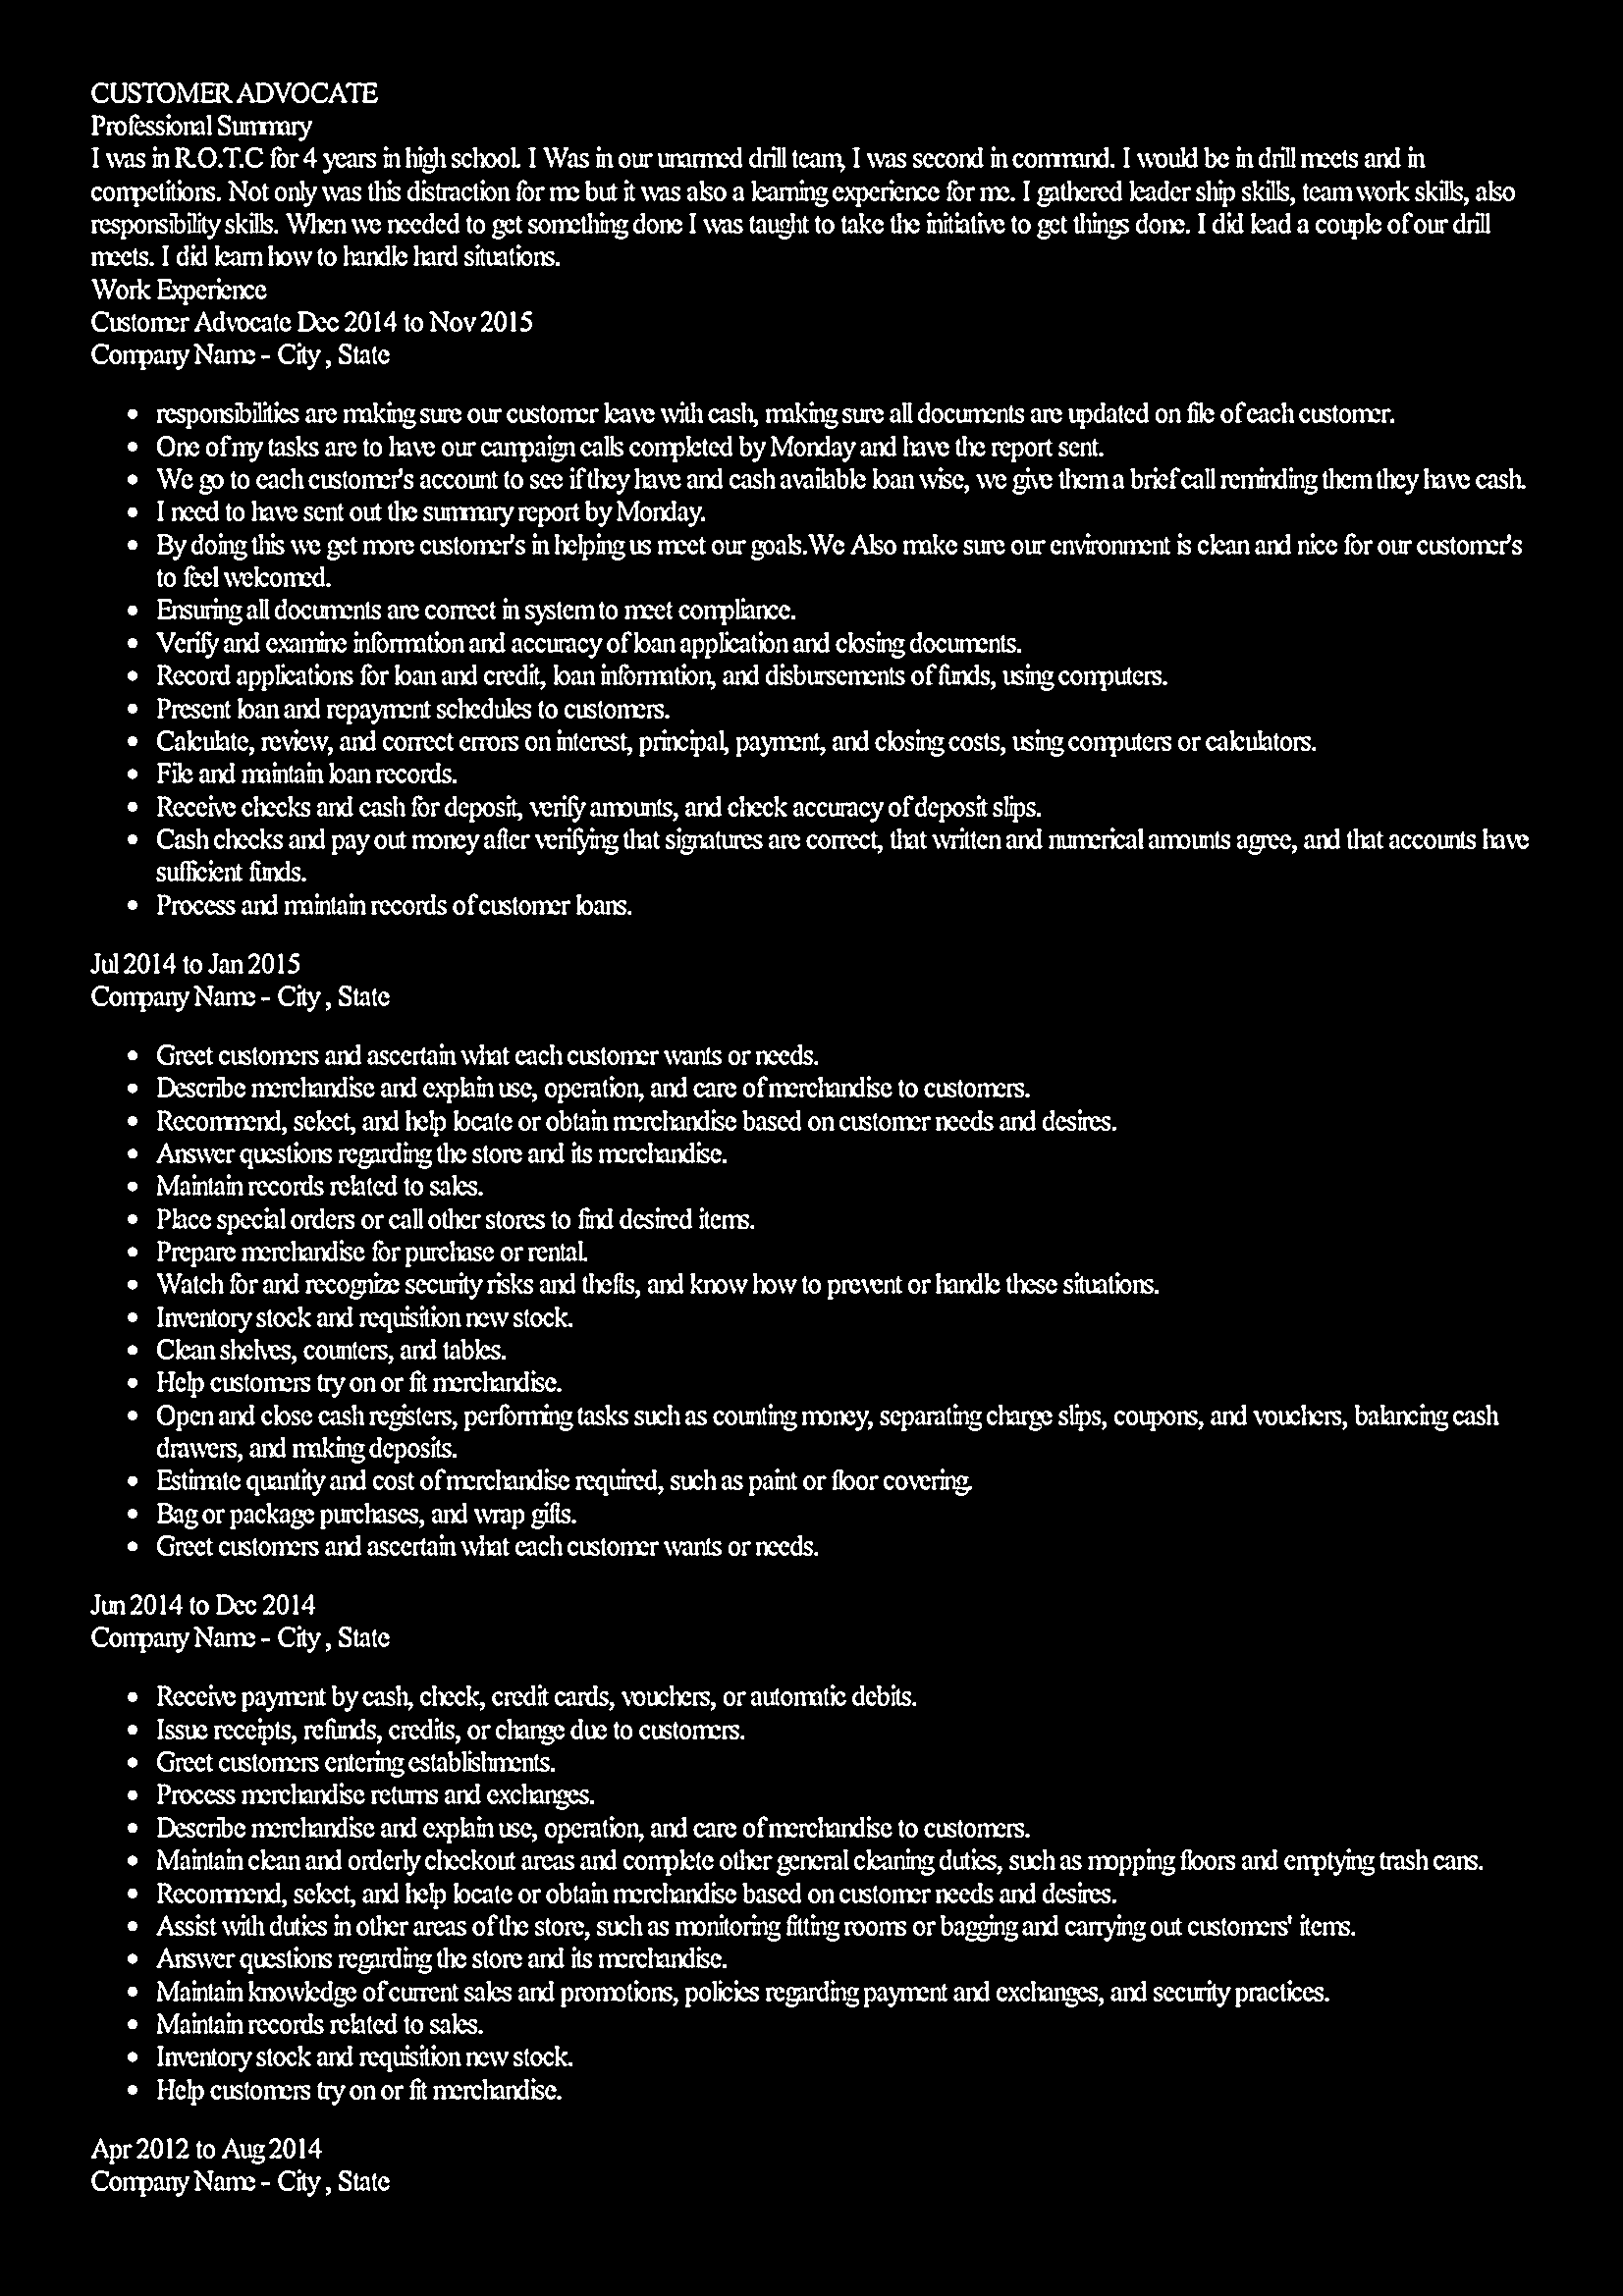 CUSTOMER ADVOCATE
Professional Summary
I was in R.O.T.C for 4 years in high school. I Was in our unarmed drill team, I was second in command. I would be in drill meets and in
competitions. Not only was this distraction for me but it was also a learning experience for me. I gathered leader ship skills, team work skills, also
responsibility skills. When we needed to get something done I was taught to take the initiative to get things done. I did lead a couple of our drill
meets. I did learn how to handle hard situations.
Work Experience
Customer Advocate Dec 2014 to Nov 2015
Company Name - City , State
• responsibilities are making sure our customer leave with cash, making sure all documents are updated on file of each customer.
• One of my tasks are to have our campaign calls completed by Monday and have the report sent.
• We go to each customer's account to see if they have and cash available loan wise, we give them a brief call reminding them they have cash.
• I need to have sent out the summary report by Monday.
• By doing this we get more customer's in helping us meet our goals.We Also make sure our environment is clean and nice for our customer's
to feel welcomed.
• Ensuring all documents are correct in system to meet compliance.
• Verify and examine information and accuracy of loan application and closing documents.
• Record applications for loan and credit, loan information, and disbursements of funds, using computers.
• Present loan and repayment schedules to customers.
• Calculate, review, and correct errors on interest, principal, payment, and closing costs, using computers or calculators.
• File and maintain loan records.
• Receive checks and cash for deposit, verify amounts, and check accuracy of deposit slips.
• Cash checks and pay out money after verifying that signatures are correct, that written and numerical amounts agree, and that accounts have
sufficient funds.
• Process and maintain records of customer loans.
Jul 2014 to Jan 2015
Company Name - City , State
• Greet customers and ascertain what each customer wants or needs.
• Describe merchandise and explain use, operation, and care of merchandise to customers.
• Recommend, select, and help locate or obtain merchandise based on customer needs and desires.
• Answer questions regarding the store and its merchandise.
• Maintain records related to sales.
• Place special orders or call other stores to find desired items.
• Prepare merchandise for purchase or rental.
• Watch for and recognize security risks and thefts, and know how to prevent or handle these situations.
• Inventory stock and requisition new stock.
• Clean shelves, counters, and tables.
• Help customers try on or fit merchandise.
• Open and close cash registers, performing tasks such as counting money, separating charge slips, coupons, and vouchers, balancing cash
drawers, and making deposits.
• Estimate quantity and cost of merchandise required, such as paint or floor covering.
• Bag or package purchases, and wrap gifts.
• Greet customers and ascertain what each customer wants or needs.
Jun 2014 to Dec 2014
Company Name - City , State
• Receive payment by cash, check, credit cards, vouchers, or automatic debits.
• Issue receipts, refunds, credits, or change due to customers.
• Greet customers entering establishments.
• Process merchandise returns and exchanges.
• Describe merchandise and explain use, operation, and care of merchandise to customers.
• Maintain clean and orderly checkout areas and complete other general cleaning duties, such as mopping floors and emptying trash cans.
• Recommend, select, and help locate or obtain merchandise based on customer needs and desires.
• Assist with duties in other areas of the store, such as monitoring fitting rooms or bagging and carrying out customers' items.
• Answer questions regarding the store and its merchandise.
• Maintain knowledge of current sales and promotions, policies regarding payment and exchanges, and security practices.
• Maintain records related to sales.
• Inventory stock and requisition new stock.
• Help customers try on or fit merchandise.
Apr 2012 to Aug 2014
Company Name - City , State